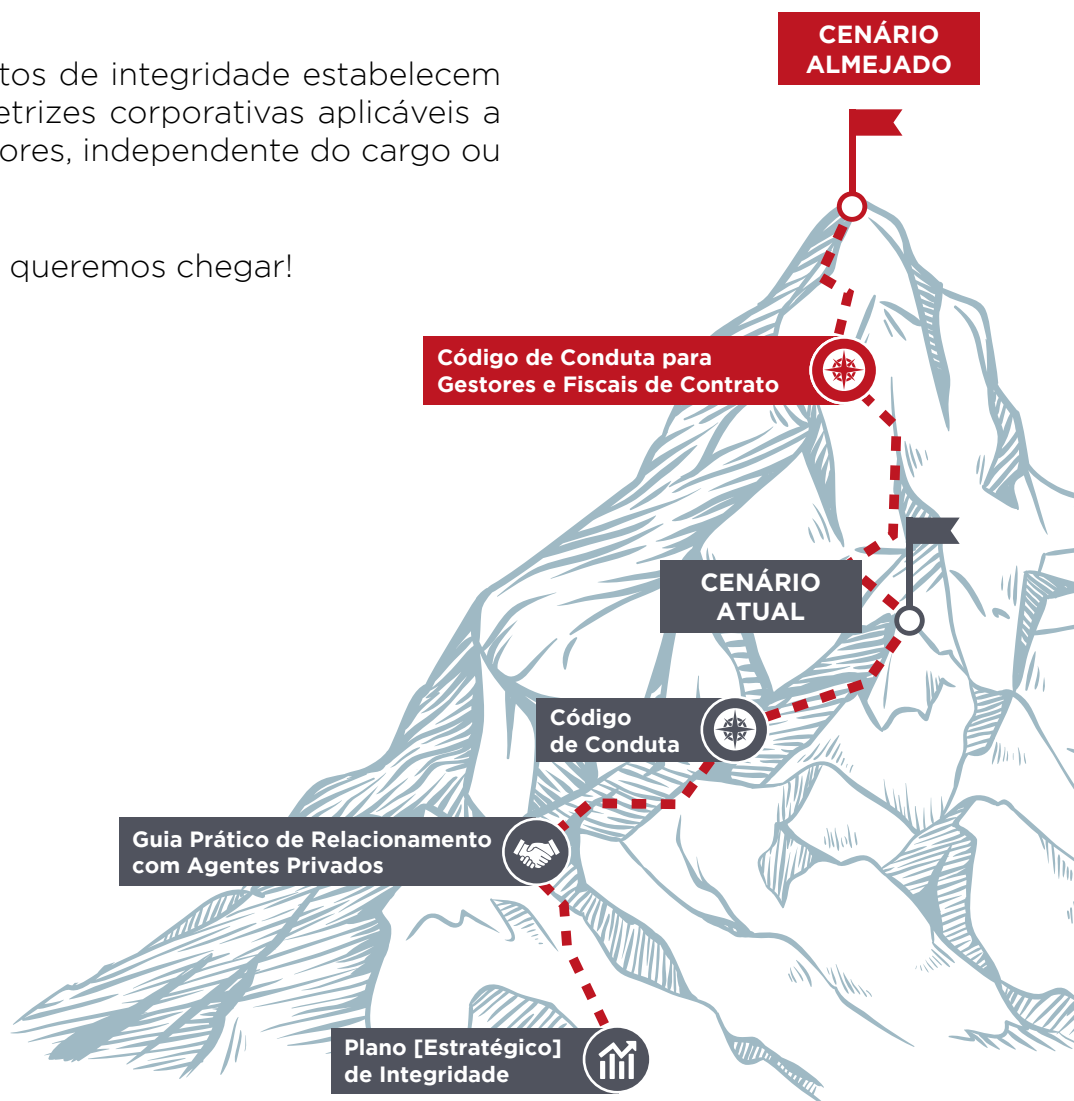 CENÁRIO
ALMEJADO
tos de integridade estabelecem
etrizes corporativas aplicáveis a
ores, independente do cargo ou
queremos chegar!
Código de Conduta para
Gestores e Fiscais de Contrato
CENÁRIO
ATUAL
Código
de Conduta
Guia Prático de Relacionamento
com Agentes Privados
Plano [Estratégico]
de Integridade